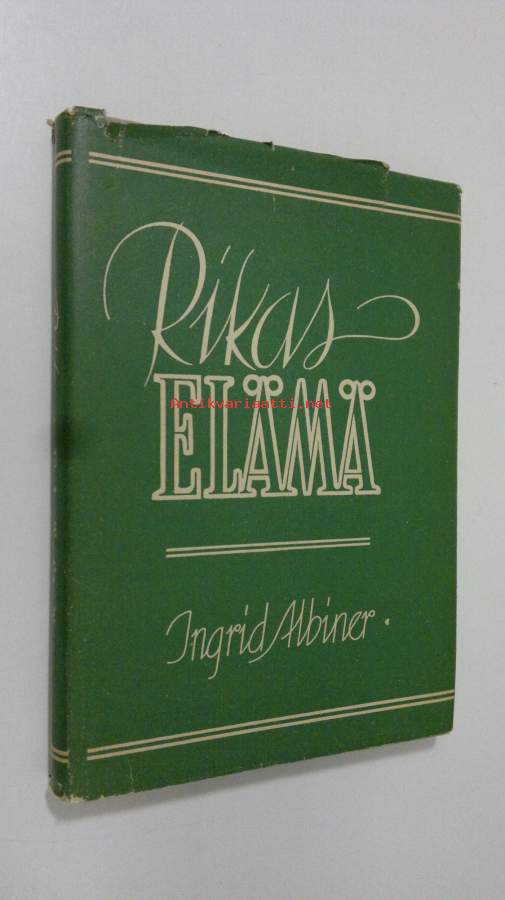 Rikas
ELÄMÄ
Antikvariaatti.net
Ingrid Albiner.